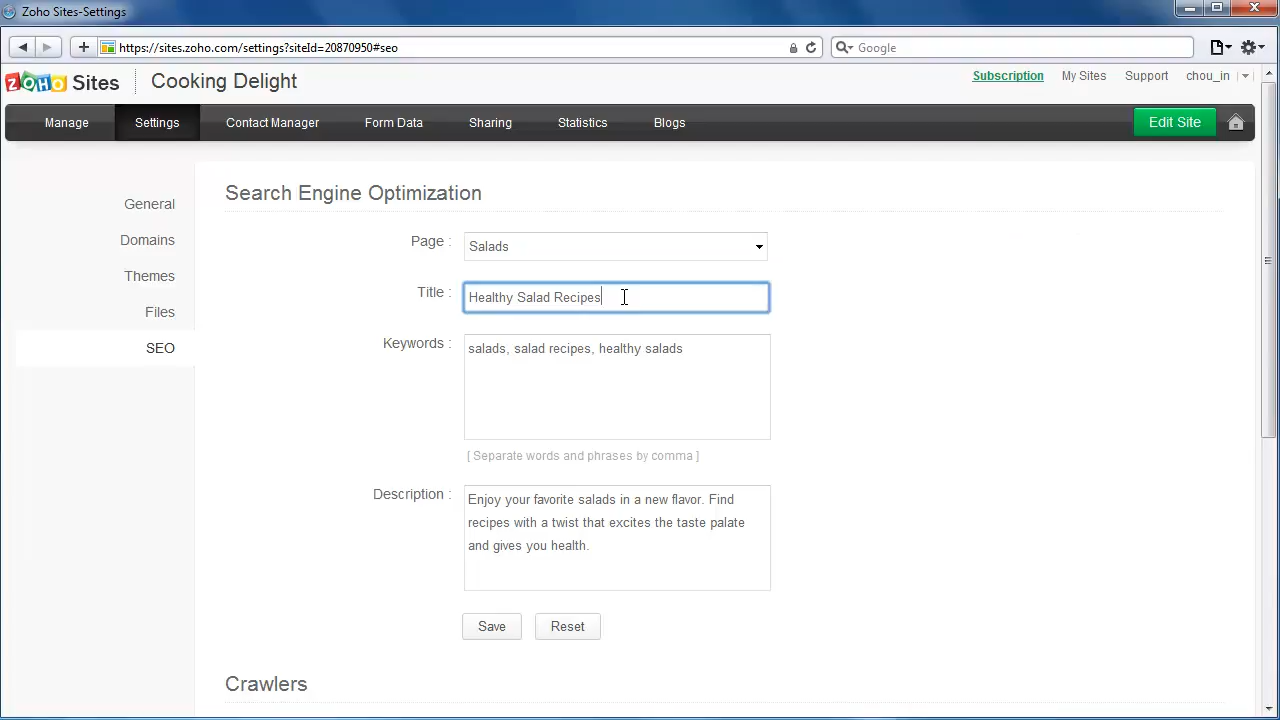 Zoho Sites-Settings
https://sites.zoho.com/settings?siteId=20870950#seo
Google
ZOHO Sites
Cooking Delight
Subscription My Sites Support chou_in
Manage Settings Contact Manager Form Data Sharing Statistics Blogs Edit Site
General
Domains
Themes
Files
SEO
Search Engine Optimization
Page : Salads
Title : Healthy Salad Recipes
Keywords : salads, salad recipes, healthy salads
[ Separate words and phrases by comma ]
Description : Enjoy your favorite salads in a new flavor. Find
recipes with a twist that excites the taste palate
and gives you health.
Save Reset
Crawlers